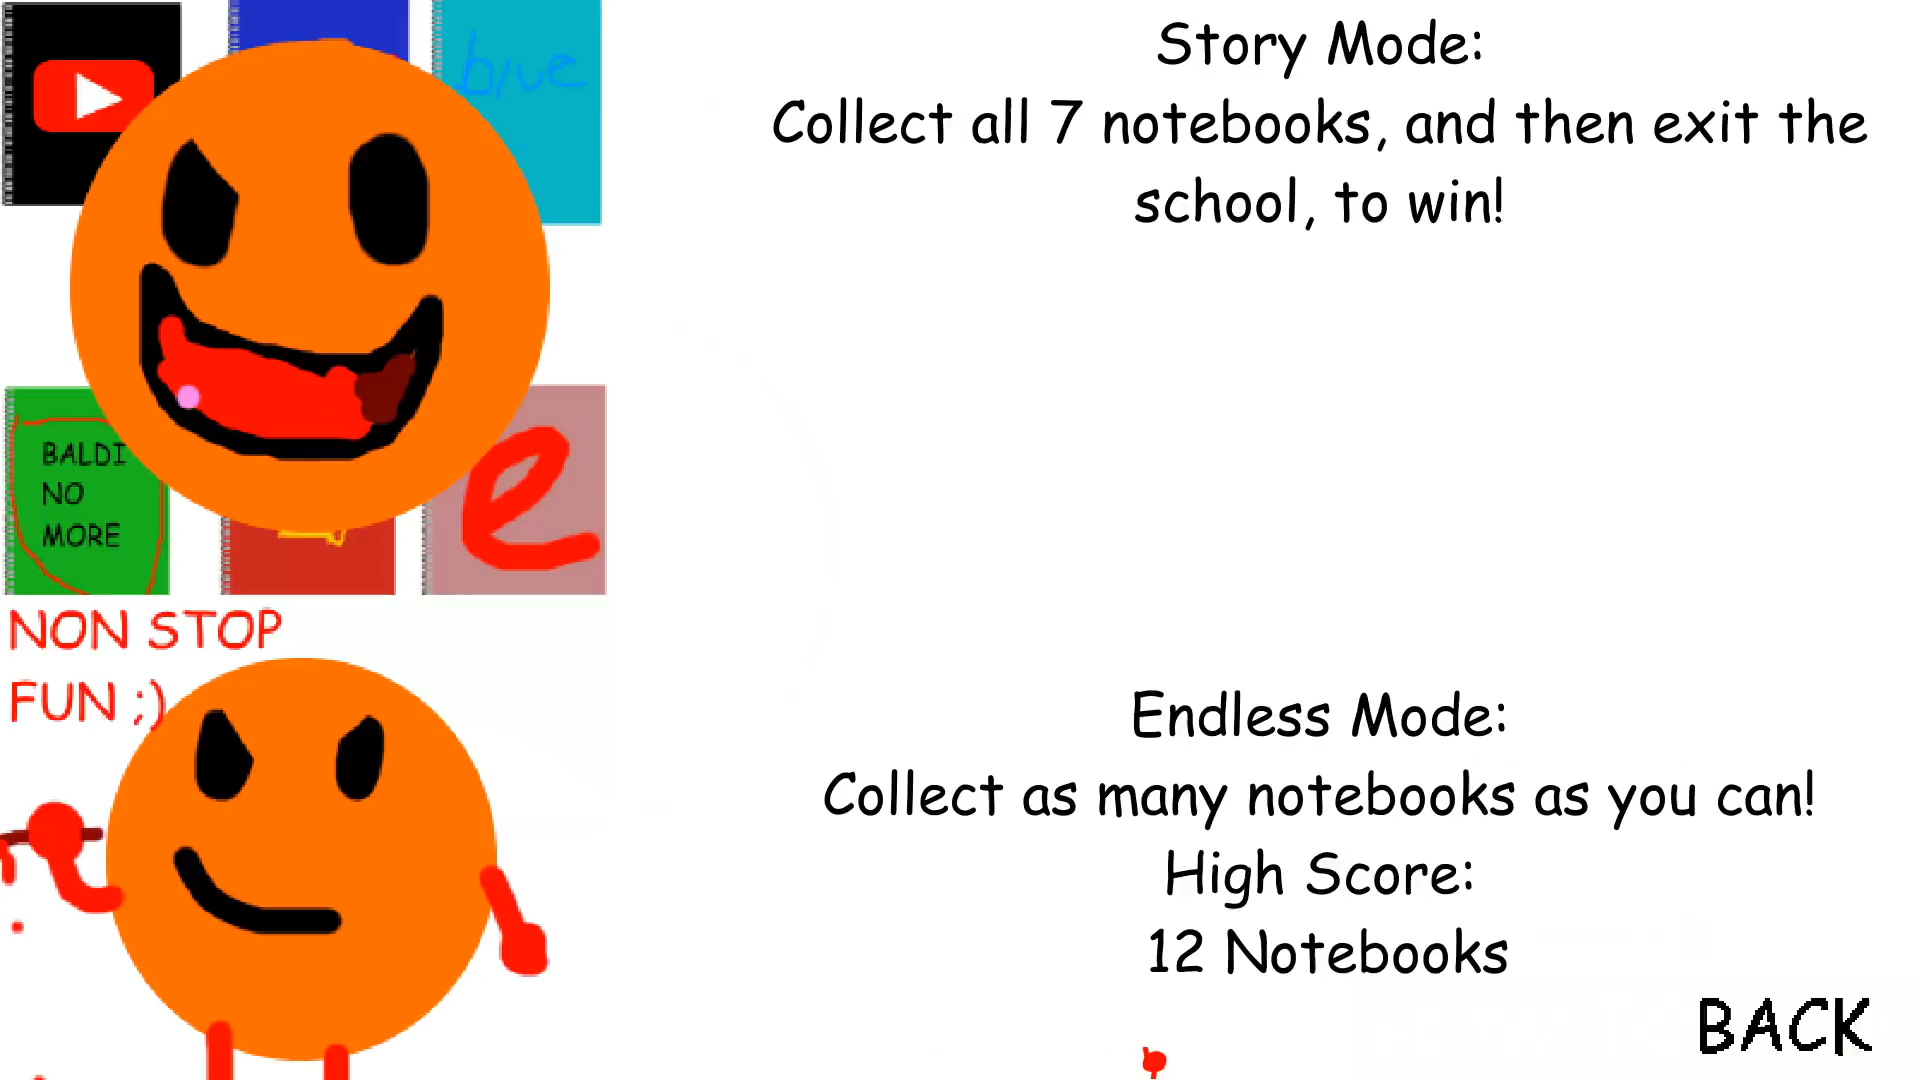 Story Mode:
Collect all 7 notebooks, and then exit the
school, to win!
blue
BALDI
NO
MORE
e
NON STOP
FUN ;)
Endless Mode:
Collect as many notebooks as you can!
High Score:
12 Notebooks
BACK